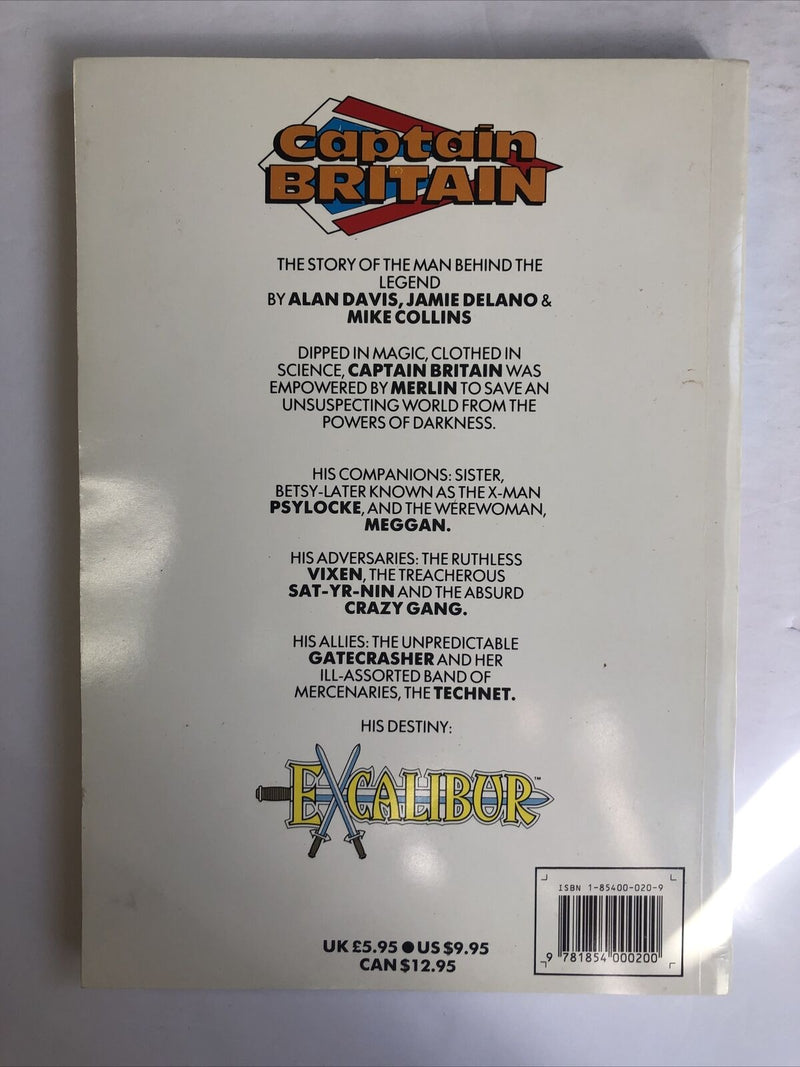 Captain
BRITAIN
THE STORY OF THE MAN BEHIND THE
LEGEND
BY ALAN DAVIS, JAMIE DELANO &
MIKE COLLINS
DIPPED IN MAGIC, CLOTHED IN
SCIENCE, CAPTAIN BRITAIN WAS
EMPOWERED BY MERLIN TO SAVE AN
UNSUSPECTING WORLD FROM THE
POWERS OF DARKNESS.
HIS COMPANIONS: SISTER,
BETSY-LATER KNOWN AS THE X-MAN
PSYLOCKE, AND THE WEREWOMAN,
MEGGAN.
HIS ADVERSARIES: THE RUTHLESS
VIXEN, THE TREACHEROUS
SAT-YR-NIN AND THE ABSURD
CRAZY GANG.
HIS ALLIES: THE UNPREDICTABLE
GATECRASHER AND HER
ILL-ASSORTED BAND OF
MERCENARIES, THE TECHNET.
HIS DESTINY:
EXCALIBUR™
ISBN 1-85400-020-9
9 781854 000200
UK £5.95 ● US $9.95
CAN $12.95